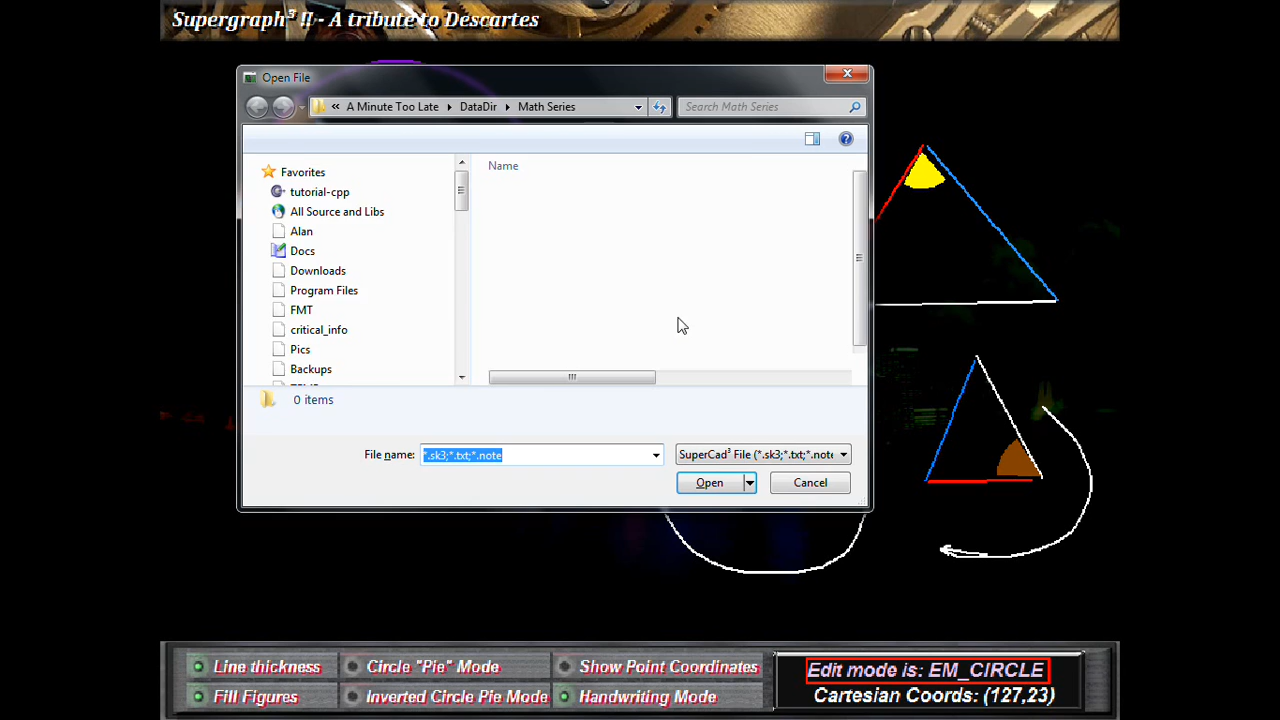 Supergraph³ !! - A tribute to Descartes
Open File
« A Minute Too Late DataDir Math Series
Search Math Series
Favorites
Name
tutorial-cpp
All Source and Libs
Alan
Docs
Downloads
Program Files
FMT
critical_info
Pics
Backups
0 items
File name: *.sk3;*.txt;*.note
SuperCad³ File (*.sk3;*.txt;*.note
Open
Cancel
Line thickness
Circle "Pie" Mode
Show Point Coordinates
Edit mode is: EM_CIRCLE
Fill Figures
Inverted Circle Pie Mode
Handwriting Mode
Cartesian Coords: (127,23)